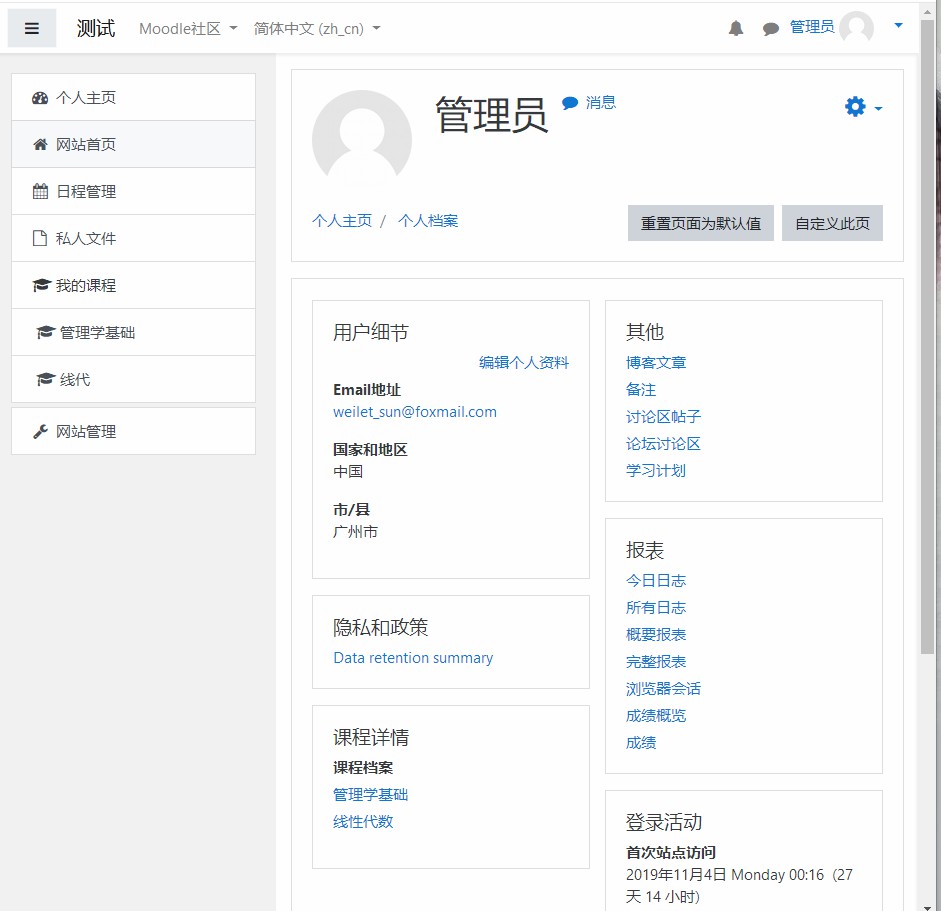 测试 Moodle社区 简体中文 (zh_cn) 管理员
个人主页
网站首页
日程管理
私人文件
我的课程
管理学基础
线代
网站管理
管理员 消息
个人主页 / 个人档案
重置页面为默认值 自定义此页
用户细节
编辑个人资料
Email地址
weilet_sun@foxmail.com
国家和地区
中国
市/县
广州市
隐私和政策
Data retention summary
课程详情
课程档案
管理学基础
线性代数
其他
博客文章
备注
讨论区帖子
论坛讨论区
学习计划
报表
今日日志
所有日志
概要报表
完整报表
浏览器会话
成绩概览
成绩
登录活动
首次站点访问
2019年11月4日 Monday 00:16（27
天 14 小时）